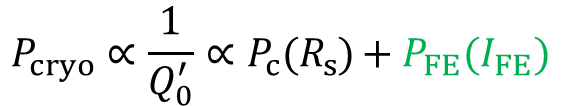 P_cryo ∝ 1/Q′_0 ∝ P_c(R_s) + P_FE(I_FE)